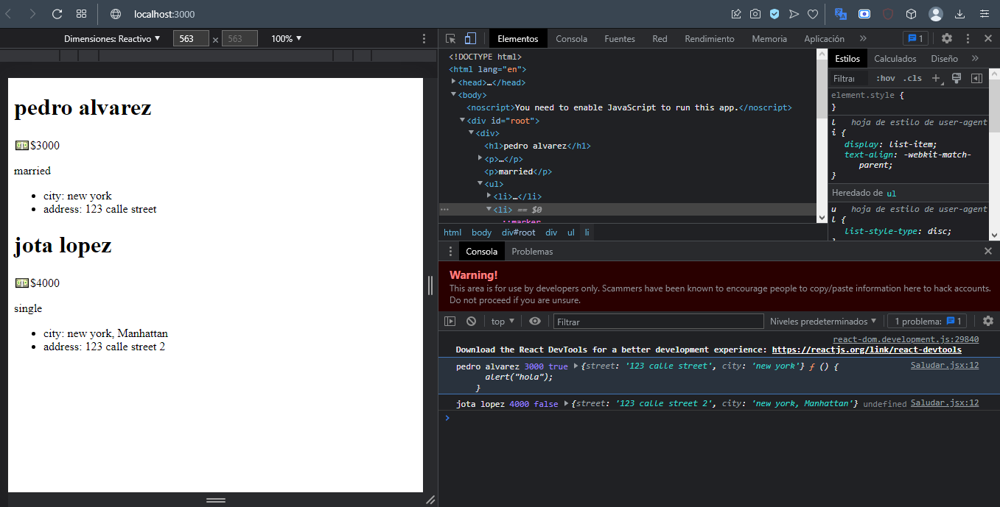 localhost:3000
Dimensiones: Reactivo ▼ 563 × 563 100% ▼
Elementos Consola Fuentes Red Rendimiento Memoria Aplicación » 1
pedro alvarez
$3000
married
• city: new york
• address: 123 calle street
jota lopez
$4000
single
• city: new york, Manhattan
• address: 123 calle street 2
<!DOCTYPE html>
<html lang="en">
▶<head>…</head>
▼<body>
<noscript>You need to enable JavaScript to run this app.</noscript>
▼<div id="root">
▼<div>
<h1>pedro alvarez</h1>
▶<p>…</p>
<p>married</p>
▼<ul>
▶<li>…</li>
▼<li> == $0
::marker
html body div#root div ul li
Estilos Calculados Diseño »
Filtrar :hov .cls +
element.style {
}
l hoja de estilo de user-agent
i {
display: list-item;
text-align: -webkit-match-
parent;
}
Heredado de ul
u hoja de estilo de user-agent
l {
list-style-type: disc;
}
Consola Problemas
Warning!
This area is for use by developers only. Scammers have been known to encourage people to copy/paste information here to hack accounts.
Do not proceed if you are unsure.
top ▼ Filtrar Niveles predeterminados ▼ 1 problema: 1
react-dom.development.js:29840
Download the React DevTools for a better development experience: https://reactjs.org/link/react-devtools
pedro alvarez 3000 true ▶{street: '123 calle street', city: 'new york'} ƒ () { Saludar.jsx:12
alert("hola");
}
jota lopez 4000 false ▶{street: '123 calle street 2', city: 'new york, Manhattan'} undefined Saludar.jsx:12
>